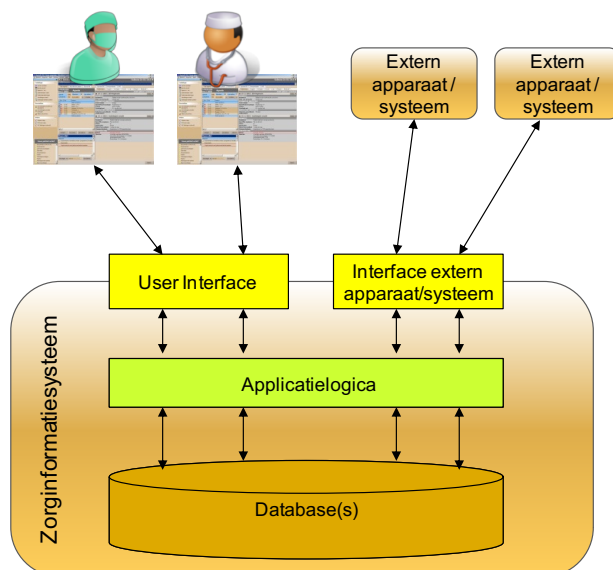 Extern
apparaat /
systeem
Extern
apparaat /
systeem
User Interface
Interface extern
apparaat/systeem
Zorginformatiesysteem
Applicatielogica
Database(s)